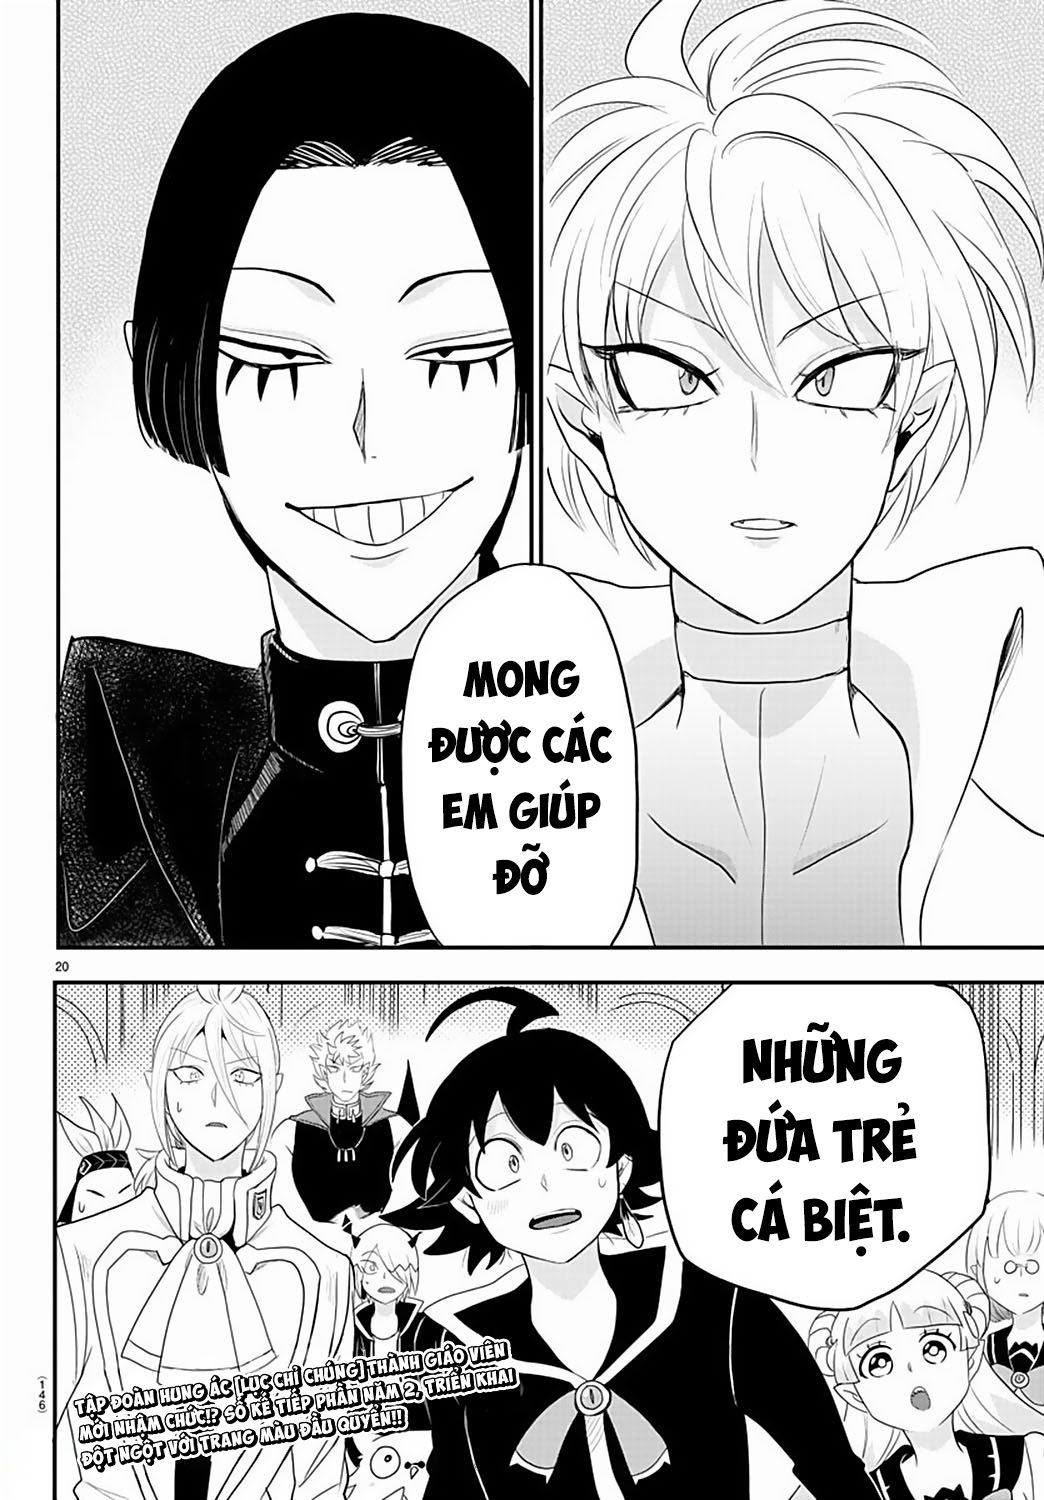 MONG
ĐƯỢC CÁC
EM GIÚP
ĐỠ
20
NHỮNG
ĐỨA TRẺ
CÁ BIỆT.
TẬP ĐOÀN HUNG ÁC [LỤC CHỈ CHÚNG] THÀNH GIÁO VIÊN
MỚI NHẬM CHỨC!? SỐ KẾ TIẾP PHẦN NĂM 2, TRIỂN KHAI
ĐỘT NGỘT VỚI TRANG MÀU ĐẦU QUYỂN!!
(146)